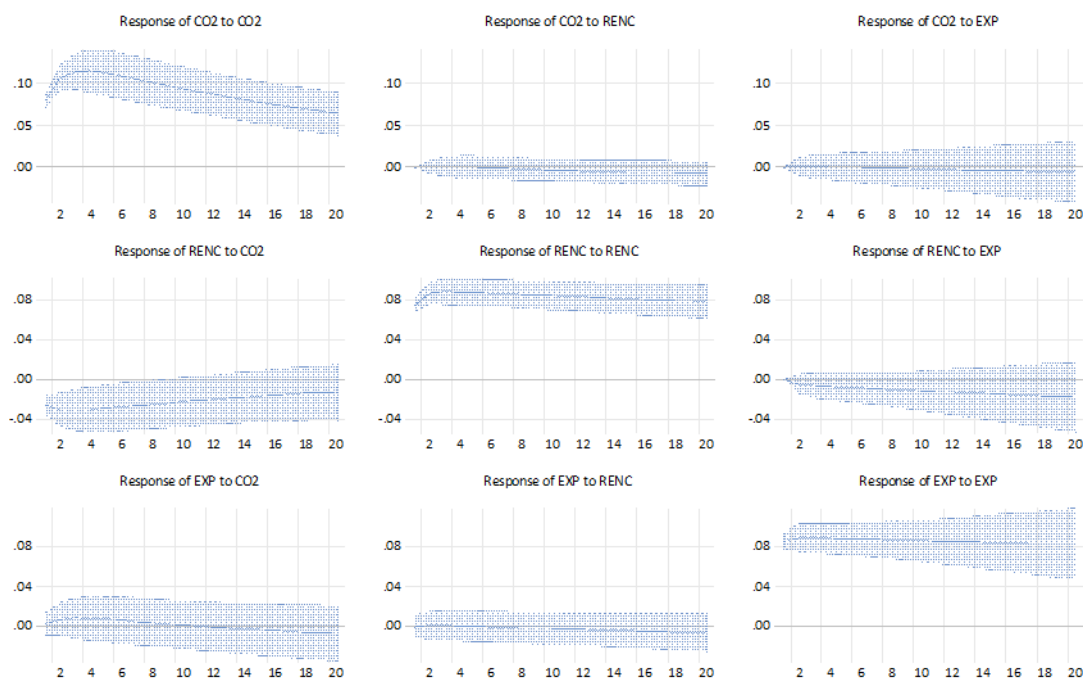 Response of CO2 to CO2
Response of CO2 to RENC
Response of CO2 to EXP
.10
.05
.00
2 4 6 8 10 12 14 16 18 20
.10
.05
.00
2 4 6 8 10 12 14 16 18 20
.10
.05
.00
2 4 6 8 10 12 14 16 18 20
Response of RENC to CO2
Response of RENC to RENC
Response of RENC to EXP
.08
.04
.00
-.04
2 4 6 8 10 12 14 16 18 20
.08
.04
.00
-.04
2 4 6 8 10 12 14 16 18 20
.08
.04
.00
-.04
2 4 6 8 10 12 14 16 18 20
Response of EXP to CO2
Response of EXP to RENC
Response of EXP to EXP
.08
.04
.00
2 4 6 8 10 12 14 16 18 20
.08
.04
.00
2 4 6 8 10 12 14 16 18 20
.08
.04
.00
2 4 6 8 10 12 14 16 18 20